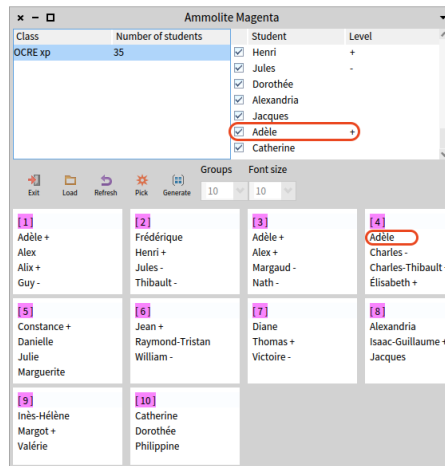 Ammolite Magenta
Class Number of students
OCRE xp 35
Student Level
Henri +
Jules -
Dorothée
Alexandria
Jacques
Adèle +
Catherine
Exit Load Refresh Pick Generate
Groups Font size
10 10
[1]
Adèle +
Alex
Alix +
Guy -
[2]
Frédérique
Henri +
Jules -
Thibault -
[3]
Adèle +
Alex +
Margaud -
Nath -
[4]
Adèle
Charles -
Charles-Thibault -
Élisabeth +
[5]
Constance +
Danielle
Julie
Marguerite
[6]
Jean +
Raymond-Tristan
William -
[7]
Diane
Thomas +
Victoire -
[8]
Alexandria
Isaac-Guillaume +
Jacques
[9]
Inès-Hélène
Margot +
Valérie
[10]
Catherine
Dorothée
Philippine